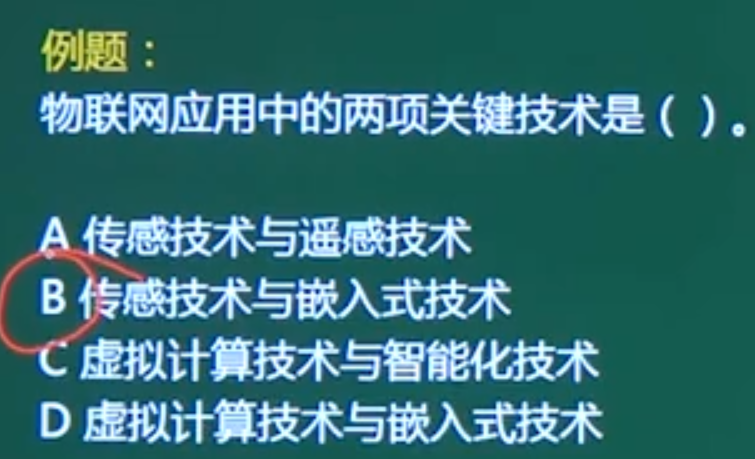 例题：
物联网应用中的两项关键技术是（ ）。
A 传感技术与遥感技术
B 传感技术与嵌入式技术
C 虚拟计算技术与智能化技术
D 虚拟计算技术与嵌入式技术